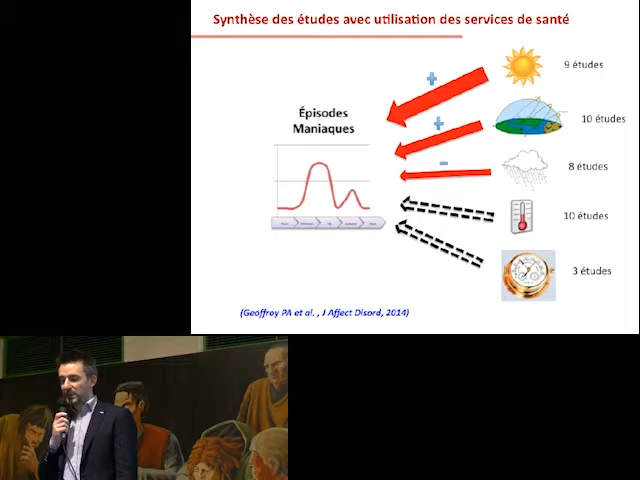 Synthèse des études avec utilisation des services de santé
9 études
Épisodes
Maniaques
10 études
8 études
10 études
3 études
(Geoffroy PA et al. , J Affect Disord, 2014)